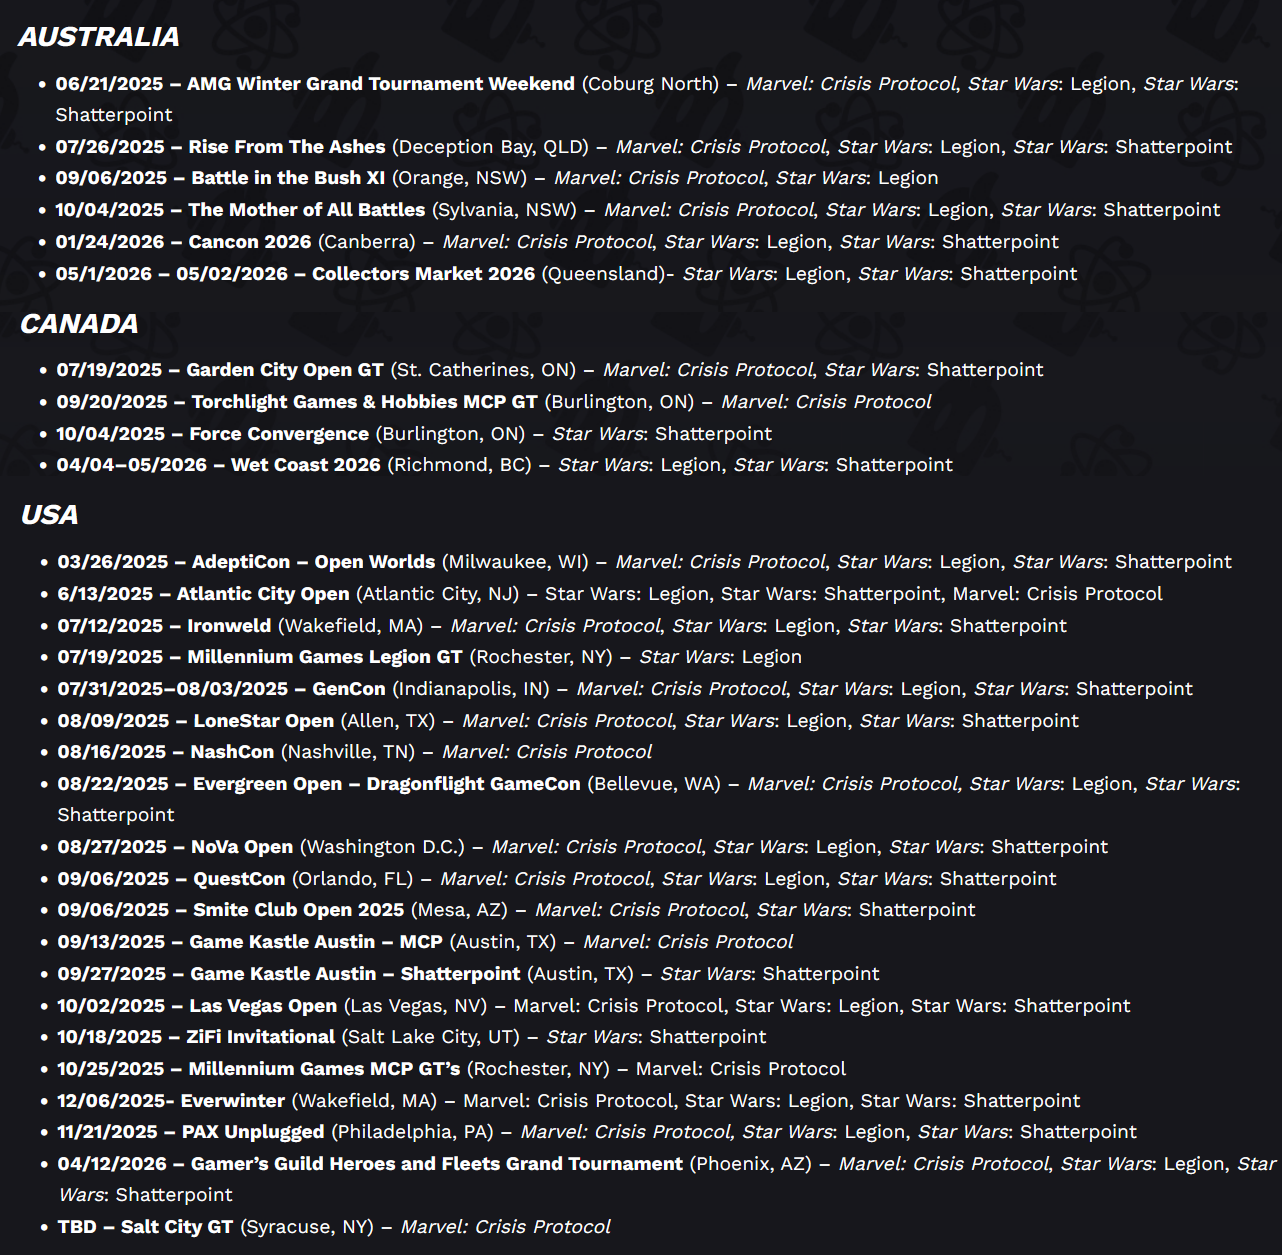 AUSTRALIA
• 06/21/2025 – AMG Winter Grand Tournament Weekend (Coburg North) – Marvel: Crisis Protocol, Star Wars: Legion, Star Wars:
Shatterpoint
• 07/26/2025 – Rise From The Ashes (Deception Bay, QLD) – Marvel: Crisis Protocol, Star Wars: Legion, Star Wars: Shatterpoint
• 09/06/2025 – Battle in the Bush XI (Orange, NSW) – Marvel: Crisis Protocol, Star Wars: Legion
• 10/04/2025 – The Mother of All Battles (Sylvania, NSW) – Marvel: Crisis Protocol, Star Wars: Legion, Star Wars: Shatterpoint
• 01/24/2026 – Cancon 2026 (Canberra) – Marvel: Crisis Protocol, Star Wars: Legion, Star Wars: Shatterpoint
• 05/1/2026 – 05/02/2026 – Collectors Market 2026 (Queensland)- Star Wars: Legion, Star Wars: Shatterpoint
CANADA
• 07/19/2025 – Garden City Open GT (St. Catherines, ON) – Marvel: Crisis Protocol, Star Wars: Shatterpoint
• 09/20/2025 – Torchlight Games & Hobbies MCP GT (Burlington, ON) – Marvel: Crisis Protocol
• 10/04/2025 – Force Convergence (Burlington, ON) – Star Wars: Shatterpoint
• 04/04–05/2026 – Wet Coast 2026 (Richmond, BC) – Star Wars: Legion, Star Wars: Shatterpoint
USA
• 03/26/2025 – AdeptiCon – Open Worlds (Milwaukee, WI) – Marvel: Crisis Protocol, Star Wars: Legion, Star Wars: Shatterpoint
• 6/13/2025 – Atlantic City Open (Atlantic City, NJ) – Star Wars: Legion, Star Wars: Shatterpoint, Marvel: Crisis Protocol
• 07/12/2025 – Ironweld (Wakefield, MA) – Marvel: Crisis Protocol, Star Wars: Legion, Star Wars: Shatterpoint
• 07/19/2025 – Millennium Games Legion GT (Rochester, NY) – Star Wars: Legion
• 07/31/2025–08/03/2025 – GenCon (Indianapolis, IN) – Marvel: Crisis Protocol, Star Wars: Legion, Star Wars: Shatterpoint
• 08/09/2025 – LoneStar Open (Allen, TX) – Marvel: Crisis Protocol, Star Wars: Legion, Star Wars: Shatterpoint
• 08/16/2025 – NashCon (Nashville, TN) – Marvel: Crisis Protocol
• 08/22/2025 – Evergreen Open – Dragonflight GameCon (Bellevue, WA) – Marvel: Crisis Protocol, Star Wars: Legion, Star Wars:
Shatterpoint
• 08/27/2025 – NoVa Open (Washington D.C.) – Marvel: Crisis Protocol, Star Wars: Legion, Star Wars: Shatterpoint
• 09/06/2025 – QuestCon (Orlando, FL) – Marvel: Crisis Protocol, Star Wars: Legion, Star Wars: Shatterpoint
• 09/06/2025 – Smite Club Open 2025 (Mesa, AZ) – Marvel: Crisis Protocol, Star Wars: Shatterpoint
• 09/13/2025 – Game Kastle Austin – MCP (Austin, TX) – Marvel: Crisis Protocol
• 09/27/2025 – Game Kastle Austin – Shatterpoint (Austin, TX) – Star Wars: Shatterpoint
• 10/02/2025 – Las Vegas Open (Las Vegas, NV) – Marvel: Crisis Protocol, Star Wars: Legion, Star Wars: Shatterpoint
• 10/18/2025 – ZiFi Invitational (Salt Lake City, UT) – Star Wars: Shatterpoint
• 10/25/2025 – Millennium Games MCP GT’s (Rochester, NY) – Marvel: Crisis Protocol
• 12/06/2025- Everwinter (Wakefield, MA) – Marvel: Crisis Protocol, Star Wars: Legion, Star Wars: Shatterpoint
• 11/21/2025 – PAX Unplugged (Philadelphia, PA) – Marvel: Crisis Protocol, Star Wars: Legion, Star Wars: Shatterpoint
• 04/12/2026 – Gamer’s Guild Heroes and Fleets Grand Tournament (Phoenix, AZ) – Marvel: Crisis Protocol, Star Wars: Legion, Star
Wars: Shatterpoint
• TBD – Salt City GT (Syracuse, NY) – Marvel: Crisis Protocol